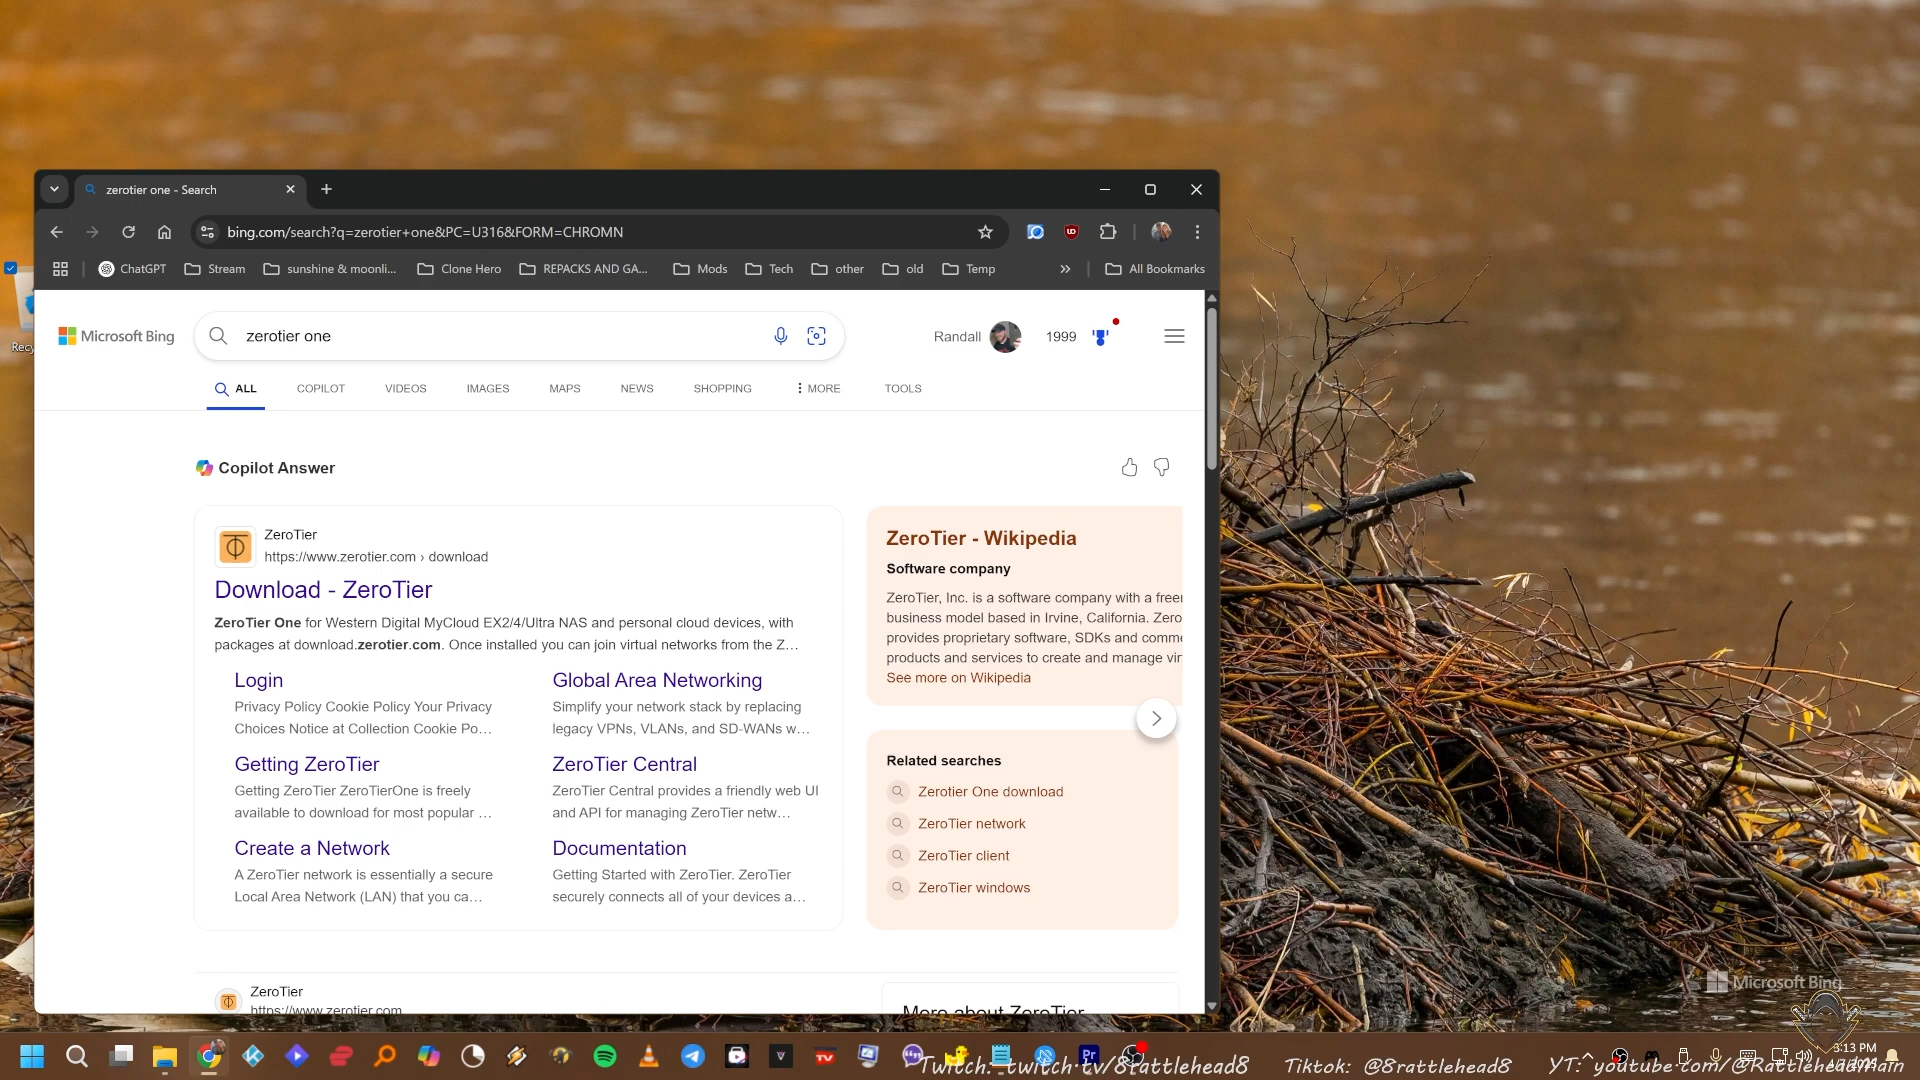 zerotier one - Search
bing.com/search?q=zerotier+one&PC=U316&FORM=CHROMN
ChatGPT
Stream
sunshine & moonli...
Clone Hero
REPACKS AND GA...
Mods
Tech
other
old
Temp
All Bookmarks
Microsoft Bing
zerotier one
Randall
1999
ALL
COPILOT
VIDEOS
IMAGES
MAPS
NEWS
SHOPPING
MORE
TOOLS
Copilot Answer
ZeroTier
https://www.zerotier.com › download
Download - ZeroTier
ZeroTier One for Western Digital MyCloud EX2/4/Ultra NAS and personal cloud devices, with
packages at download.zerotier.com. Once installed you can join virtual networks from the Z…
Login
Privacy Policy Cookie Policy Your Privacy
Choices Notice at Collection Cookie Po…
Global Area Networking
Simplify your network stack by replacing
legacy VPNs, VLANs, and SD-WANs w…
Getting ZeroTier
Getting ZeroTier ZeroTierOne is freely
available to download for most popular …
ZeroTier Central
ZeroTier Central provides a friendly web UI
and API for managing ZeroTier netw…
Create a Network
A ZeroTier network is essentially a secure
Local Area Network (LAN) that you ca…
Documentation
Getting Started with ZeroTier. ZeroTier
securely connects all of your devices a…
ZeroTier - Wikipedia
Software company
ZeroTier, Inc. is a software company with a
business model based in Irvine, California.
provides proprietary software, SDKs and
products and services to create and manage
See more on Wikipedia
Related searches
Zerotier One download
ZeroTier network
ZeroTier client
ZeroTier windows
ZeroTier
https://www.zerotier.com
More about ZeroTier
Microsoft Bing
Twitch: twitch.tv/8rattlehead8
Tiktok: @8rattlehead8
YT: youtube.com/@Rattleheadmain
3:13 PM